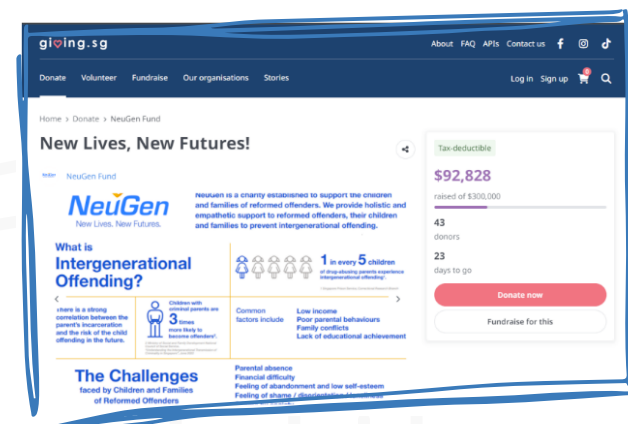 giving.sg
About FAQ APIs Contact us
Donate Volunteer Fundraise Our organisations Stories
Log in Sign up
Home > Donate > NeuGen Fund
New Lives, New Futures!
NeuGen Fund
NeuGen
New Lives. New Futures.
NeuGen is a charity established to support the children
and families of reformed offenders. We provide holistic and
empathetic support to reformed offenders, their children
and families to prevent intergenerational offending.
What is
Intergenerational
Offending?
1 in every 5 children
of drug-abusing parents experience
intergenerational offending
There is a strong
correlation between the
parent's incarceration
and the risk of the child
offending in the future.
Children with
criminal parents are
3 times
more likely to
become offenders
Common
factors include
Low income
Poor parental behaviours
Family conflicts
Lack of educational achievement
The Challenges
faced by Children and Families
of Reformed Offenders
Parental absence
Financial difficulty
Feeling of abandonment and low self-esteem
Feeling of shame /
Tax-deductible
$92,828
raised of $300,000
43
donors
23
days to go
Donate now
Fundraise for this